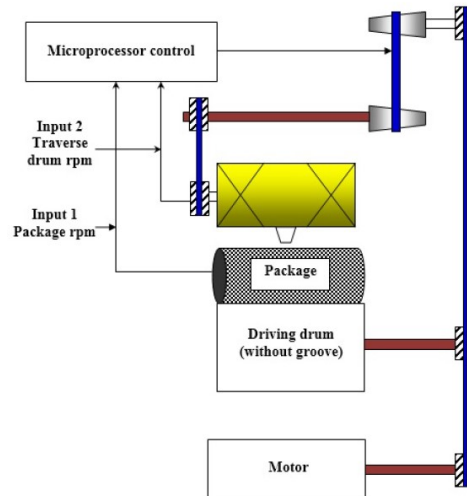 Microprocessor control
Input 2
Traverse
drum rpm
Input 1
Package rpm
Package
Driving drum
(without groove)
Motor